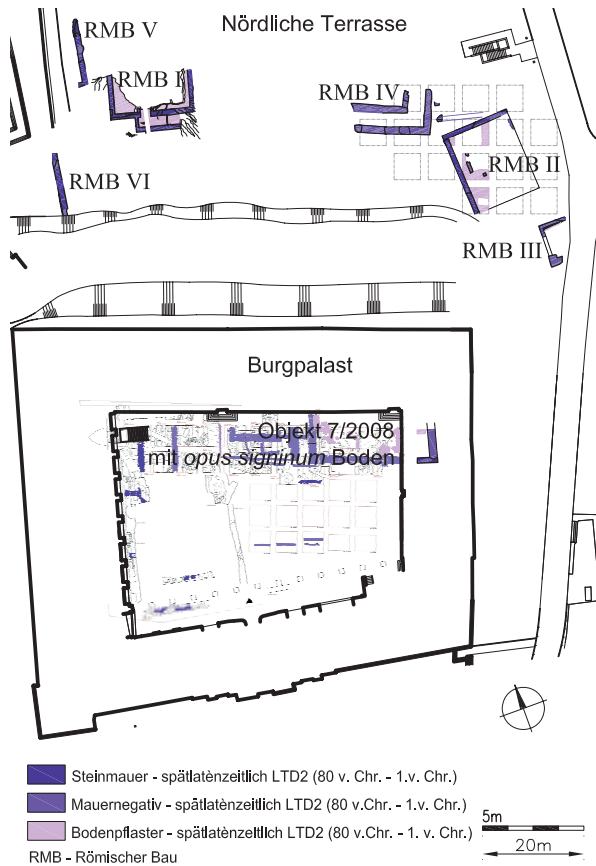 Nördliche Terrasse
RMB V
RMB I
RMB IV
RMB II
RMB VI
RMB III
Burgpalast
Objekt 7/2008
mit opus signinum Boden
Steinmauer - spätlatènzeitlich LTD2 (80 v. Chr. - 1.v. Chr.)
Mauernegativ - spätlatènzeitlich LTD2 (80 v.Chr. - 1.v. Chr.)
Bodenpflaster - spätlatènzeitlich LTD2 (80 v.Chr. - 1. v. Chr.)
RMB - Römischer Bau
5m
20m